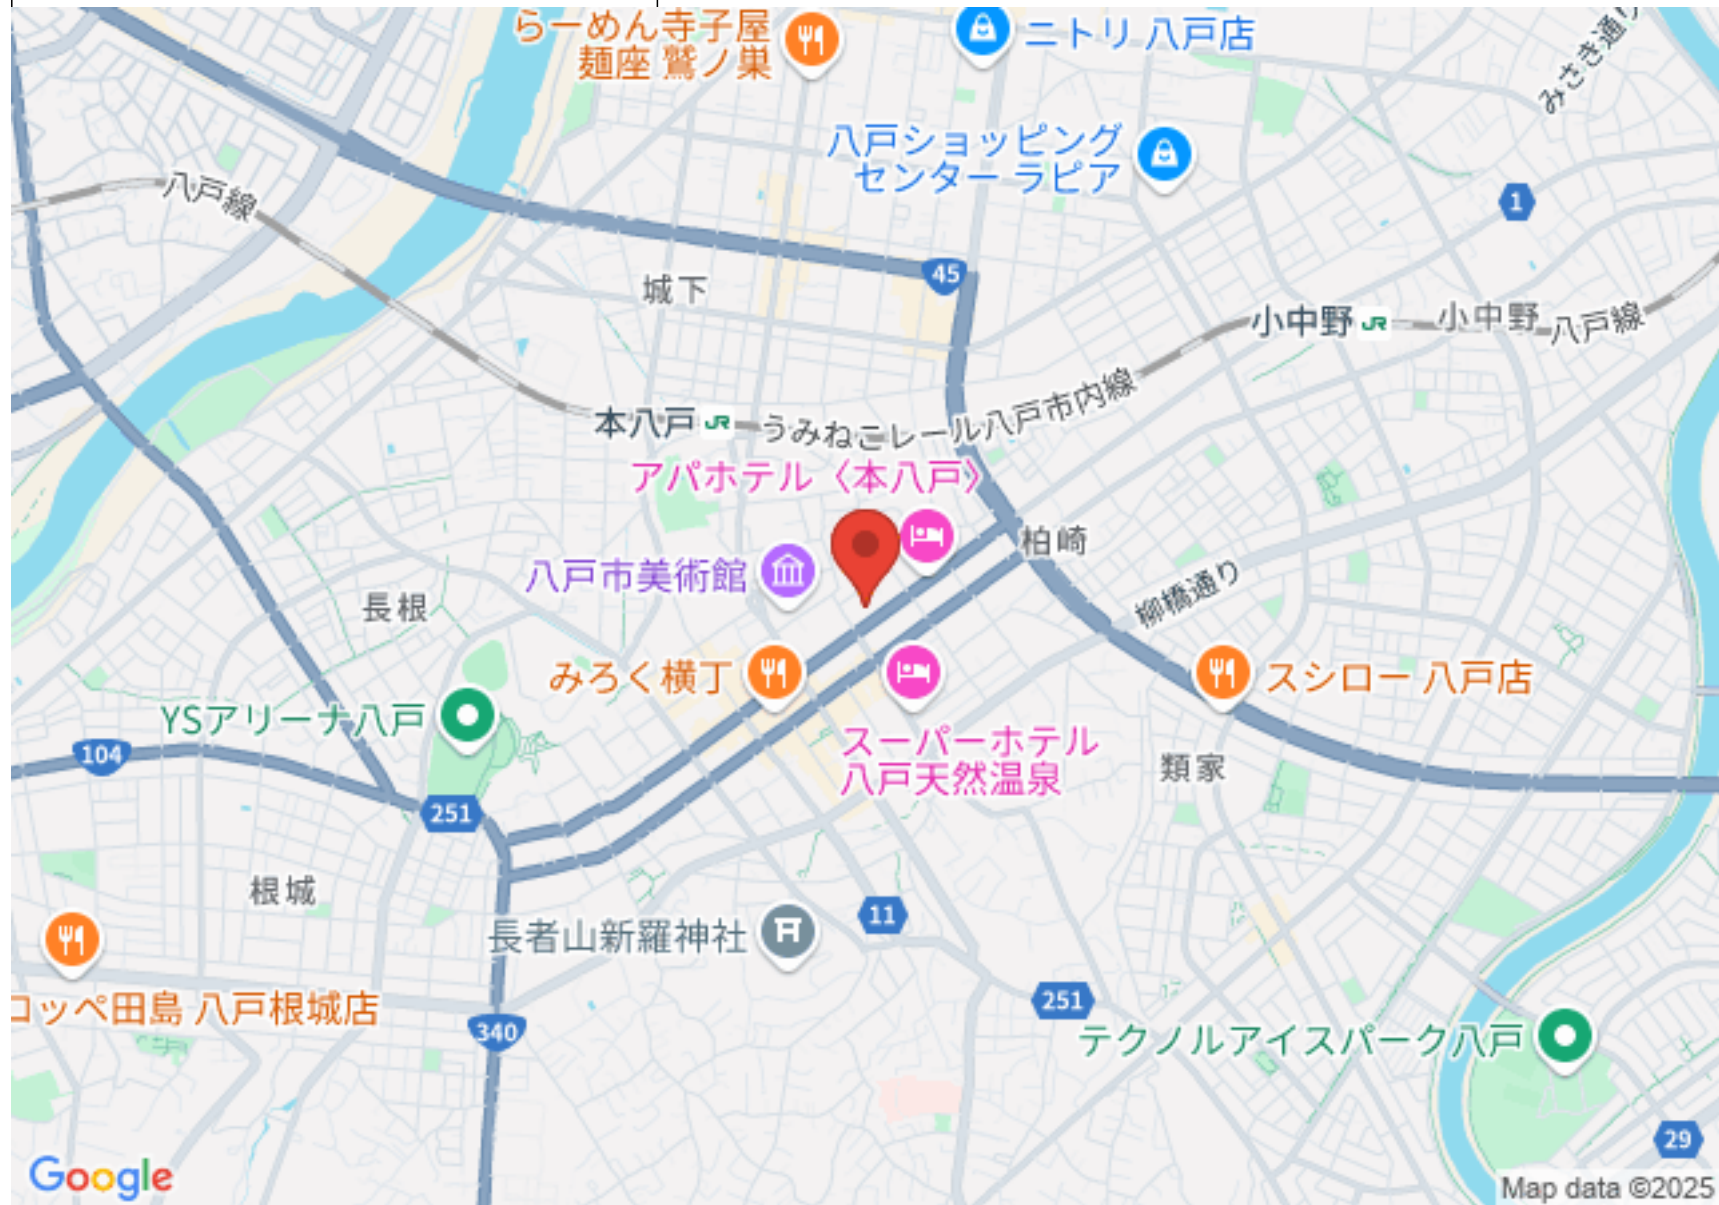 らーめん寺子屋
麺座 鷲ノ巣
ニトリ 八戸店
みさき通り
八戸ショッピング
センター ラピア
八戸線
1
45
城下
小中野
小中野
八戸線
本八戸
うみねこレール八戸市内線
アパホテル〈本八戸〉
柏崎
八戸市美術館
柳橋通り
長根
みろく横丁
スシロー 八戸店
YSアリーナ八戸
スーパーホテル
八戸天然温泉
104
類家
251
根城
11
長者山新羅神社
251
コッペ田島 八戸根城店
340
テクノルアイスパーク八戸
29
Google
Map data ©2025